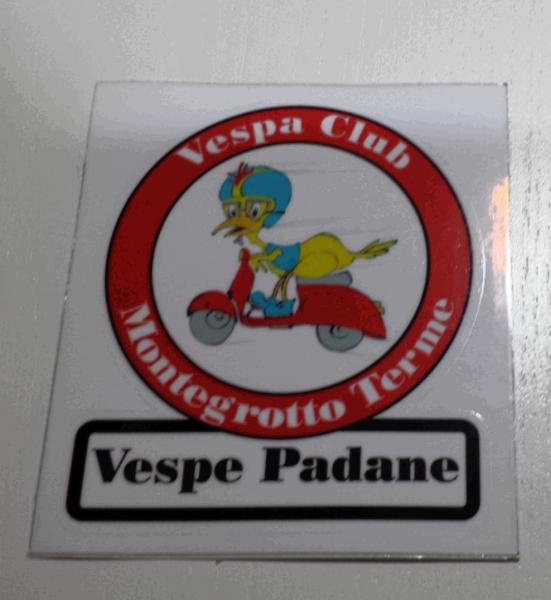 Vespa Club
Montegrotto Terme
Vespe Padane